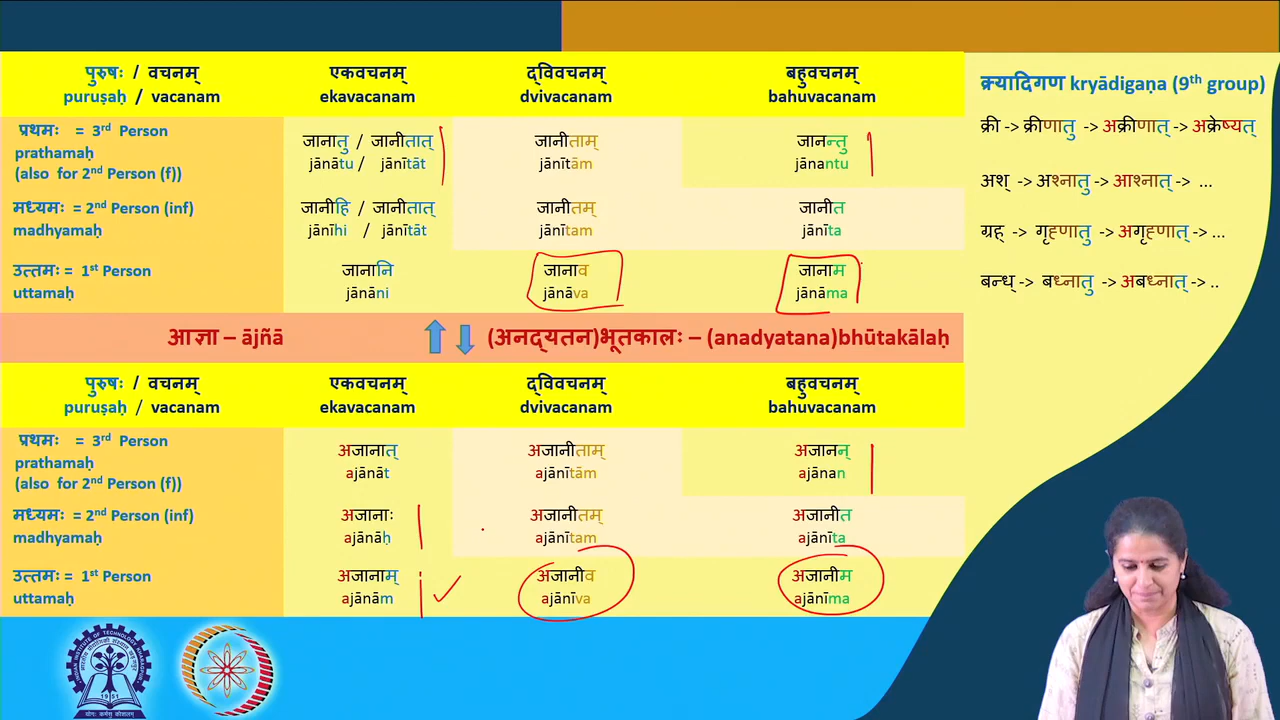 पुरुषः / वचनम् एकवचनम् द्विवचनम् बहुवचनम्
puruṣaḥ / vacanam ekavacanam dvivacanam bahuvacanam
प्रथमः = 3rd Person जानातु / जानीतात् जानीताम् जानन्तु
prathamaḥ jānātu / jānītāt jānītām jānantu
(also for 2nd Person (f))
मध्यमः = 2nd Person (inf) जानीहि / जानीतात् जानीतम् जानीत
madhyamaḥ jānīhi / jānītāt jānītam jānīta
उत्तमः = 1st Person जानानि जानाव जानाम
uttamaḥ jānāni jānāva jānāma
आज्ञा – ājñā (अनद्यतन)भूतकालः – (anadyatana)bhūtakālaḥ
पुरुषः / वचनम् एकवचनम् द्विवचनम् बहुवचनम्
puruṣaḥ / vacanam ekavacanam dvivacanam bahuvacanam
प्रथमः = 3rd Person अजानात् अजानीताम् अजानन्
prathamaḥ ajānāt ajānītām ajānan
(also for 2nd Person (f))
मध्यमः = 2nd Person (inf) अजानाः अजानीतम् अजानीत
madhyamaḥ ajānāḥ ajānītam ajānīta
उत्तमः = 1st Person अजानाम् अजानीव अजानीम
uttamaḥ ajānām ajānīva ajānīma
क्र्यादिगण kryādigaṇa (9th group)
क्री -> क्रीणातु -> अक्रीणात् -> अक्रेष्यत्
अश् -> अश्नातु -> आश्नात् -> ...
ग्रह् -> गृह्णातु -> अगृह्णात् -> ...
बन्ध् -> बध्नातु -> अबध्नात् -> ..
1951